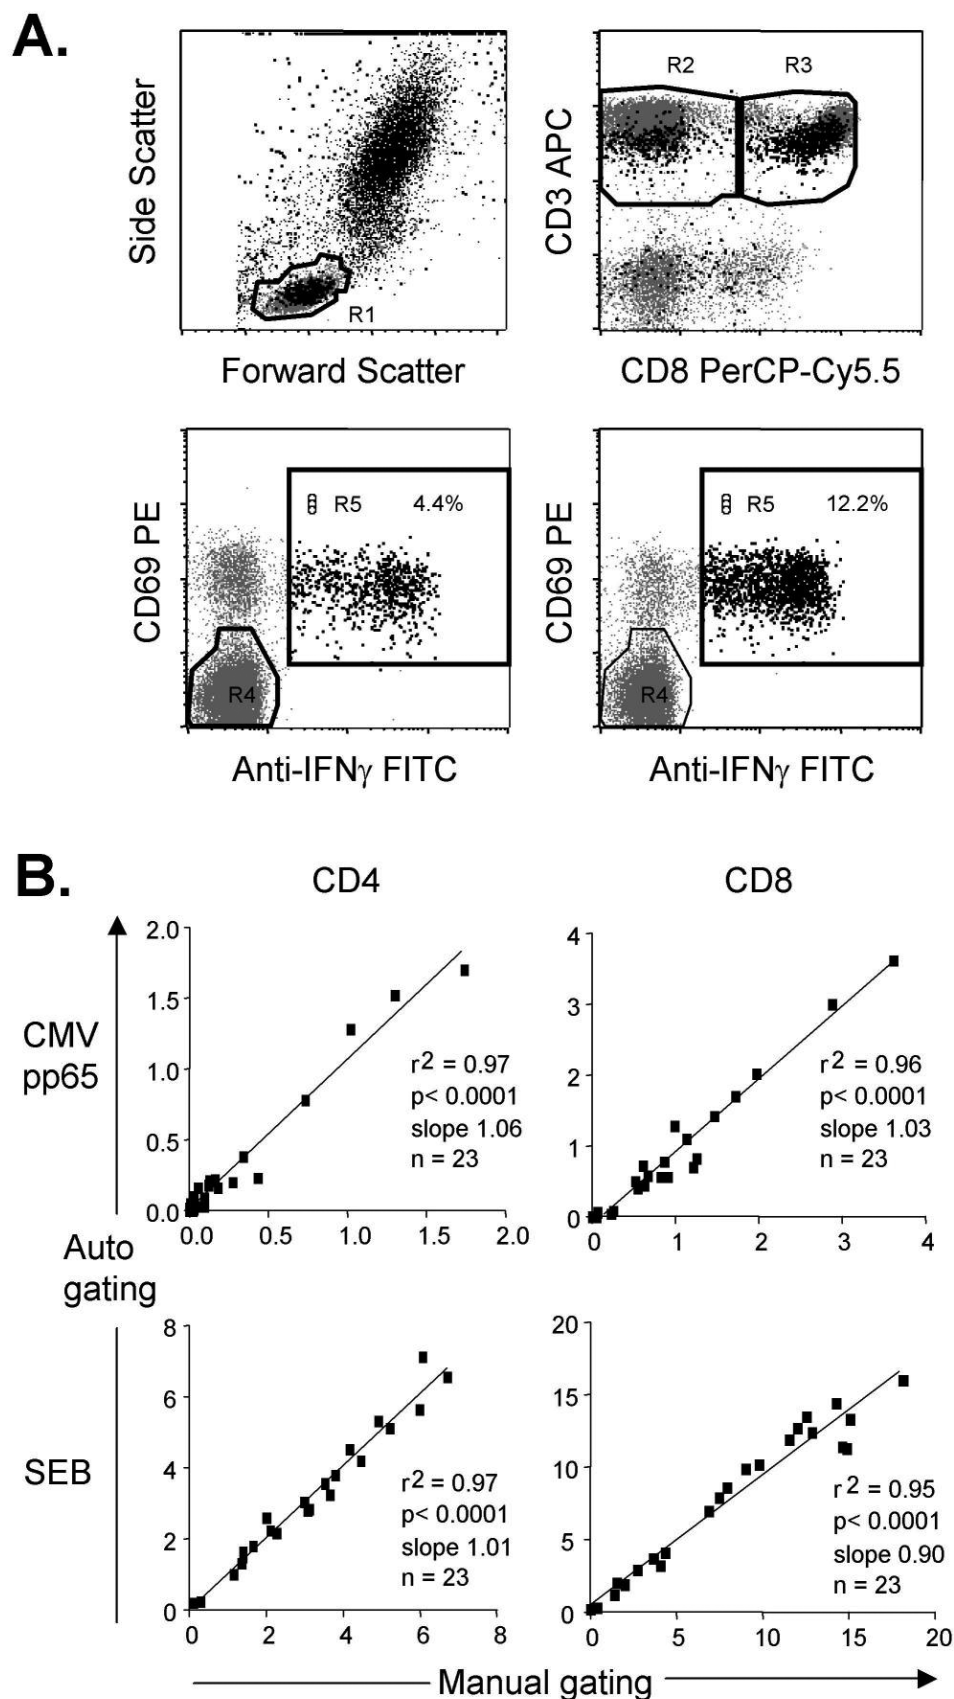 A.
Side Scatter
R1
Forward Scatter
CD3 APC
R2
R3
CD8 PerCP-Cy5.5
CD69 PE
R5 4.4%
R4
Anti-IFNγ FITC
CD69 PE
R5 12.2%
R4
Anti-IFNγ FITC
B.
CD4
CD8
CMV
pp65
2.0
1.5
1.0
0.5
0.0
0.0 0.5 1.0 1.5 2.0
r2 = 0.97
p< 0.0001
slope 1.06
n = 23
4
3
2
1
0
0 1 2 3 4
r2 = 0.96
p< 0.0001
slope 1.03
n = 23
Auto
gating
SEB
8
6
4
2
0
0 2 4 6 8
r2 = 0.97
p< 0.0001
slope 1.01
n = 23
20
15
10
5
0
0 5 10 15 20
r2 = 0.95
p< 0.0001
slope 0.90
n = 23
Manual gating